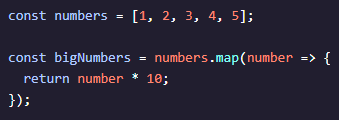 const numbers = [1, 2, 3, 4, 5];

const bigNumbers = numbers.map(number => {
  return number * 10;
});